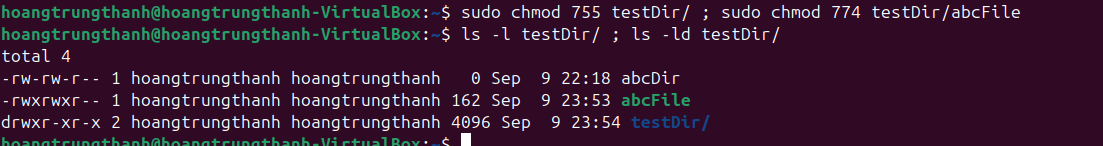 hoangtrungthanh@hoangtrungthanh-VirtualBox:~$ sudo chmod 755 testDir/ ; sudo chmod 774 testDir/abcFile
hoangtrungthanh@hoangtrungthanh-VirtualBox:~$ ls -l testDir/ ; ls -ld testDir/
total 4
-rw-rw-r-- 1 hoangtrungthanh hoangtrungthanh   0 Sep  9 22:18 abcDir
-rwxrwxr-- 1 hoangtrungthanh hoangtrungthanh 162 Sep  9 23:53 abcFile
drwxr-xr-x 2 hoangtrungthanh hoangtrungthanh 4096 Sep  9 23:54 testDir/
hoangtrungthanh@hoangtrungthanh-VirtualBox:~$